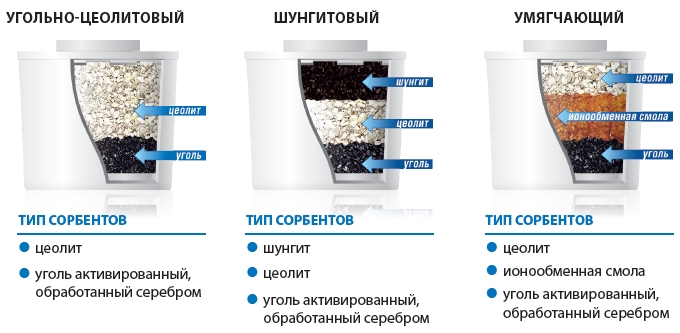 УГОЛЬНО-ЦЕОЛИТОВЫЙ
цеолит
уголь
ТИП СОРБЕНТОВ
цеолит
уголь активированный,
обработанный серебром
ШУНГИТОВЫЙ
шунгит
цеолит
уголь
ТИП СОРБЕНТОВ
шунгит
цеолит
уголь активированный,
обработанный серебром
УМЯГЧАЮЩИЙ
цеолит
ионообменная смола
уголь
ТИП СОРБЕНТОВ
цеолит
ионообменная смола
уголь активированный,
обработанный серебром